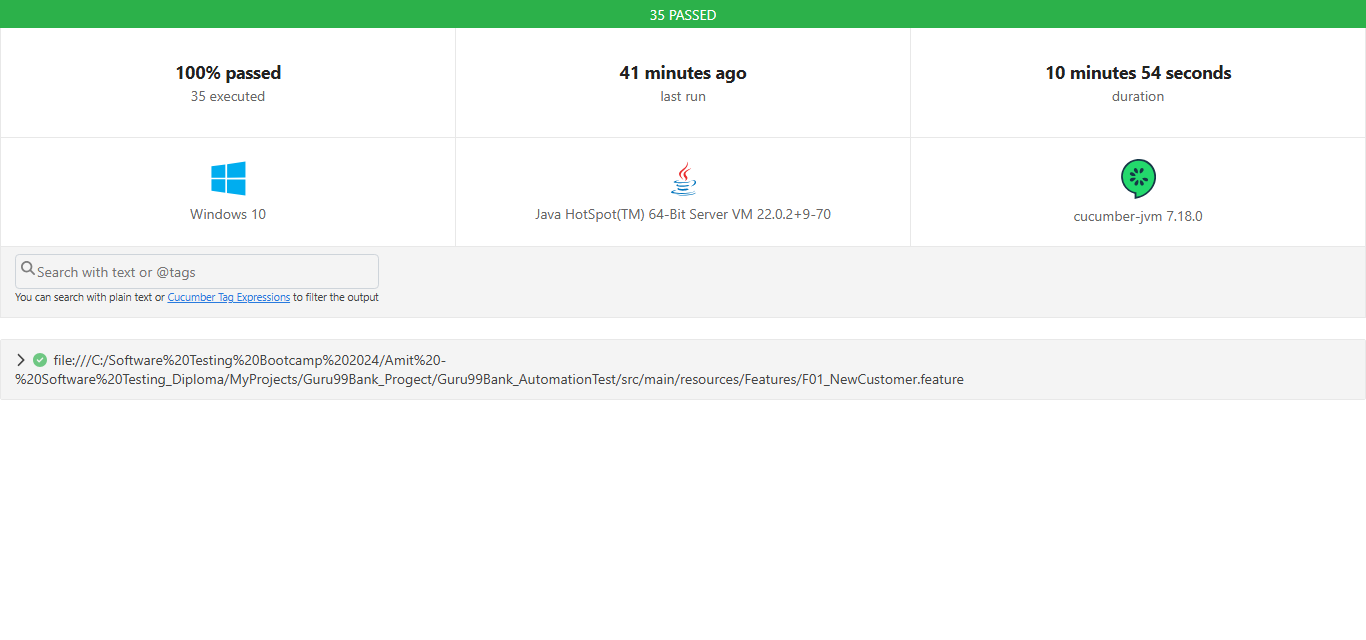 35 PASSED
100% passed
35 executed
41 minutes ago
last run
10 minutes 54 seconds
duration
Windows 10
Java HotSpot(TM) 64-Bit Server VM 22.0.2+9-70
cucumber-jvm 7.18.0
Search with text or @tags
You can search with plain text or Cucumber Tag Expressions to filter the output
file:///C:/Software%20Testing%20Bootcamp%202024/Amit%20-
%20Software%20Testing_Diploma/MyProjects/Guru99Bank_Progect/Guru99Bank_AutomationTest/src/main/resources/Features/F01_NewCustomer.feature